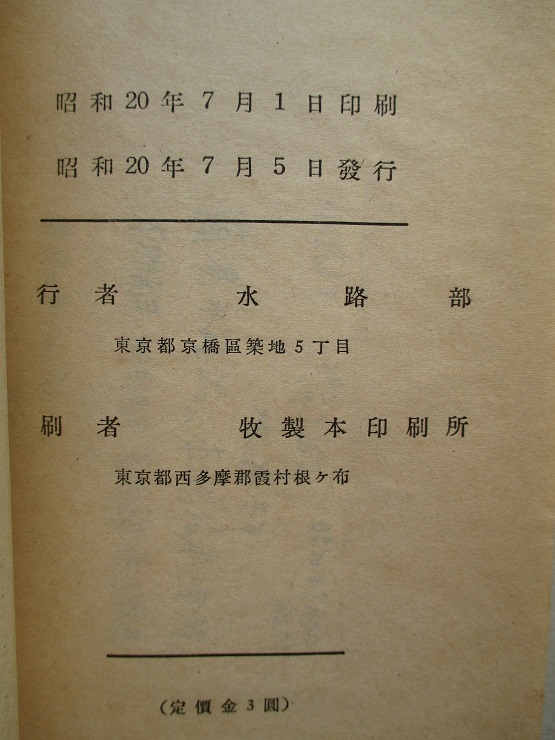 昭和20年7月1日印刷
昭和20年7月5日發行
行者 水路部
東京都京橋區築地5丁目
刷者 牧製本印刷所
東京都西多摩郡霞村根ヶ布
(定價金3圓)